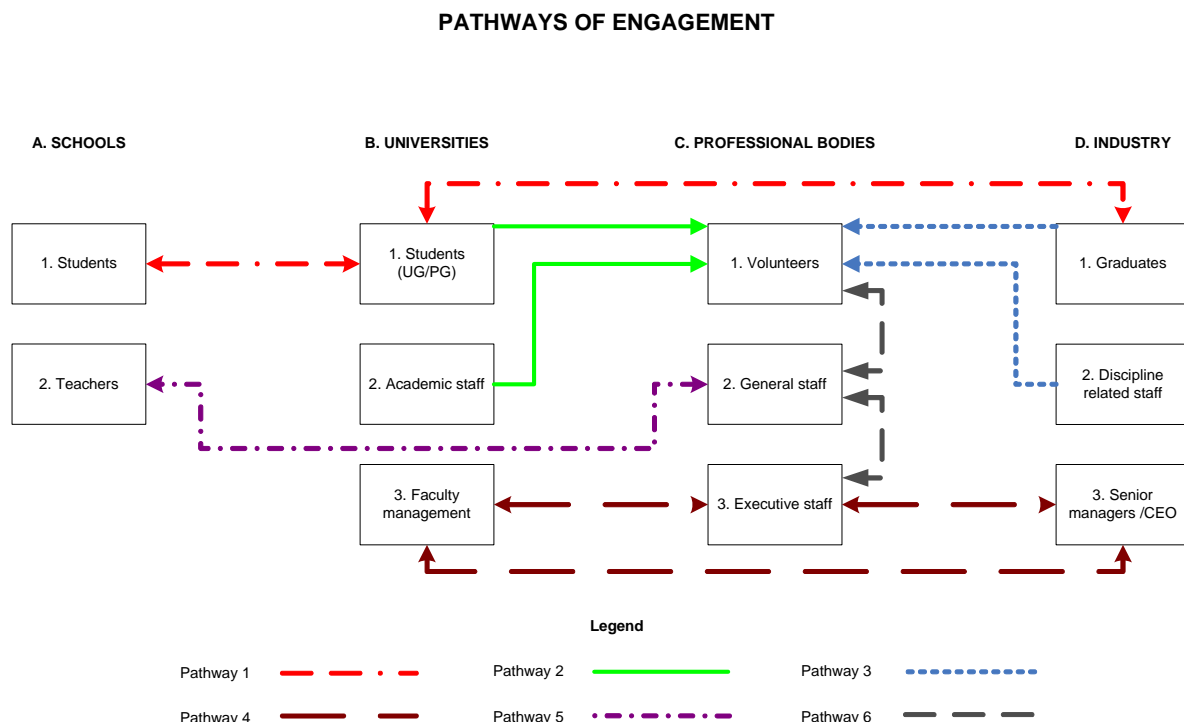 PATHWAYS OF ENGAGEMENT
A. SCHOOLS
B. UNIVERSITIES
C. PROFESSIONAL BODIES
D. INDUSTRY
1. Students
1. Students
(UG/PG)
1. Volunteers
1. Graduates
2. Teachers
2. Academic staff
2. General staff
2. Discipline
related staff
3. Faculty
management
3. Executive staff
3. Senior
managers /CEO
Legend
Pathway 1
Pathway 2
Pathway 3
Pathway 4
Pathway 5
Pathway 6